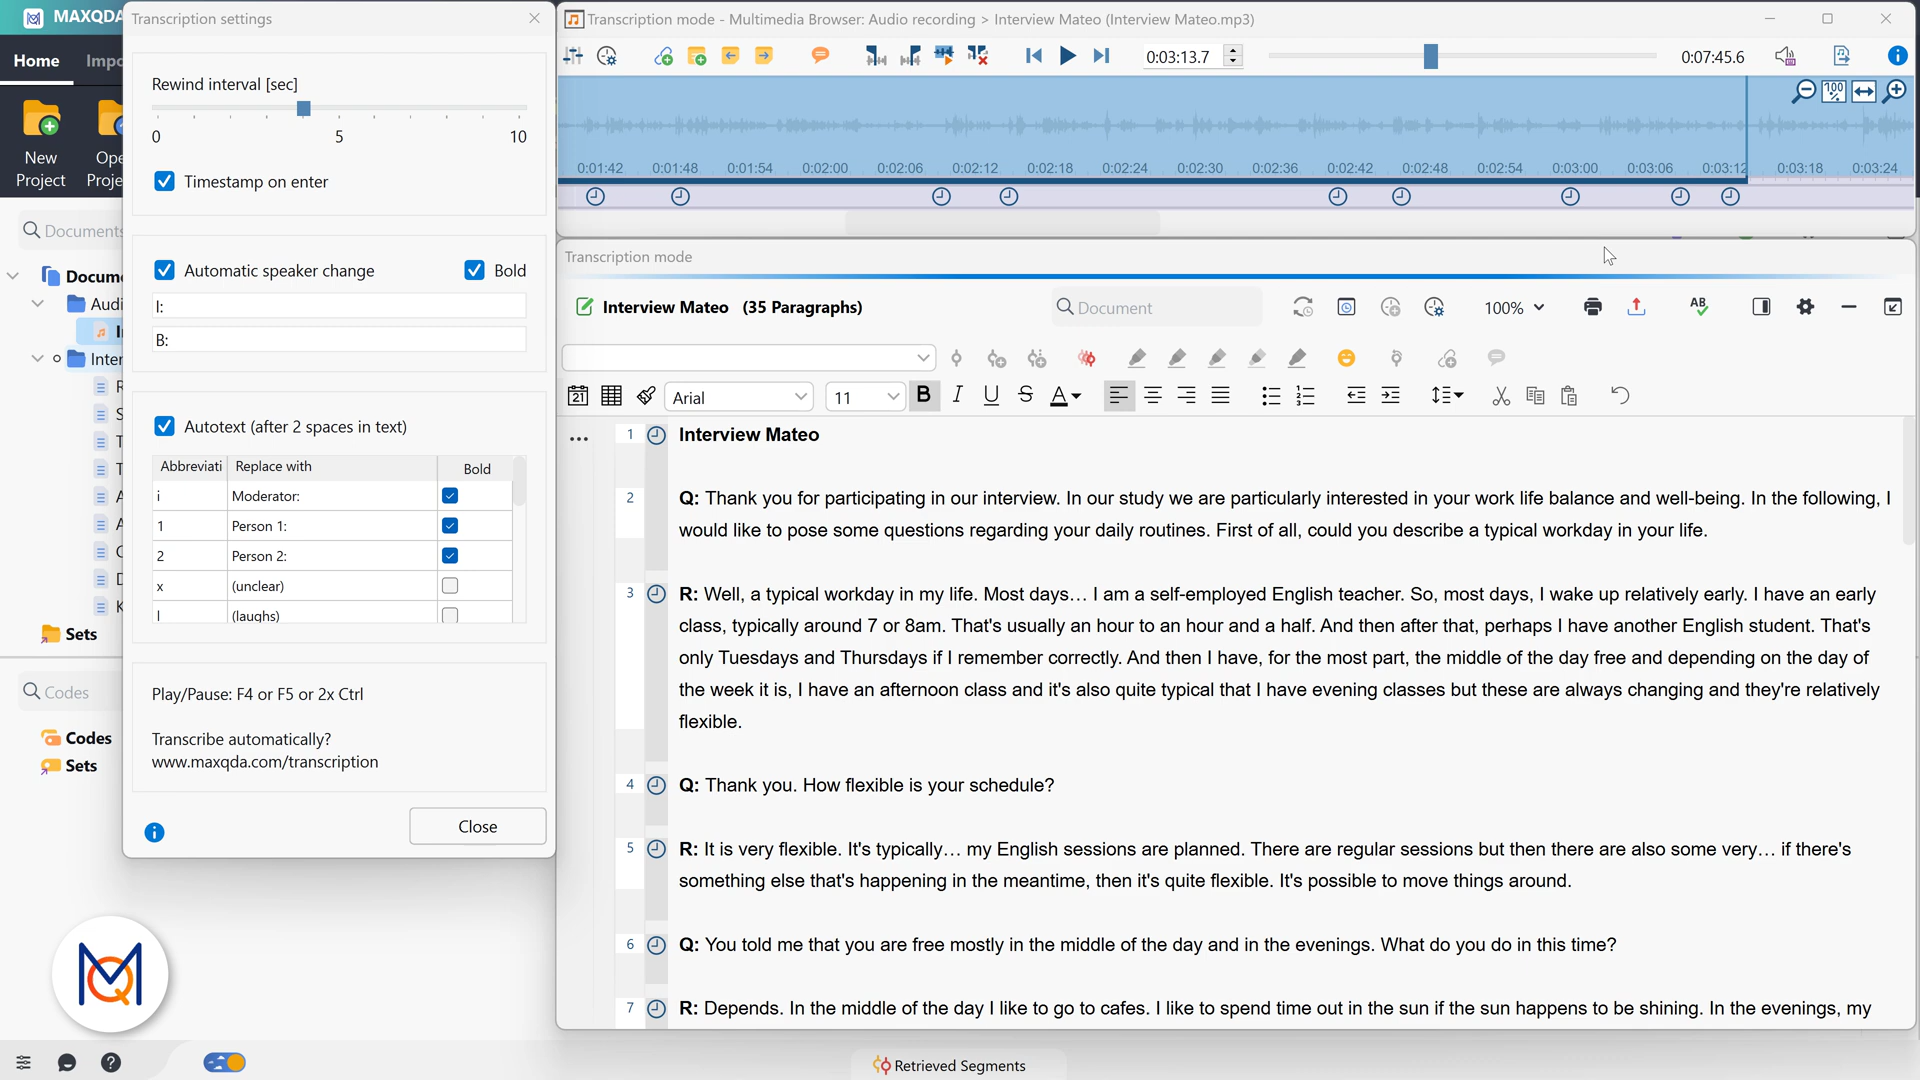 MAXQDA
Home
Impo
New
Project
Ope
Proje
Documents
Docume
Audi
I
Inter
R
S
T
T
A
A
C
D
K
Sets
Codes
Codes
Sets
Transcription settings
Rewind interval [sec]
0
5
10
Timestamp on enter
Automatic speaker change
Bold
I:
B:
Autotext (after 2 spaces in text)
Abbreviati
Replace with
Bold
i
Moderator:
1
Person 1:
2
Person 2:
x
(unclear)
l
(laughs)
Play/Pause: F4 or F5 or 2x Ctrl
Transcribe automatically?
www.maxqda.com/transcription
Close
Transcription mode - Multimedia Browser: Audio recording > Interview Mateo (Interview Mateo.mp3)
0:03:13.7
0:07:45.6
100
%
0:01:42 0:01:48 0:01:54 0:02:00 0:02:06 0:02:12 0:02:18 0:02:24 0:02:30 0:02:36 0:02:42 0:02:48 0:02:54 0:03:00 0:03:06 0:03:12 0:03:18 0:03:24
Transcription mode
Interview Mateo (35 Paragraphs)
Document
100%
AB
21
Arial
11
B I U S A
1 Interview Mateo
2 Q: Thank you for participating in our interview. In our study we are particularly interested in your work life balance and well-being. In the following, I
would like to pose some questions regarding your daily routines. First of all, could you describe a typical workday in your life.
3 R: Well, a typical workday in my life. Most days… I am a self-employed English teacher. So, most days, I wake up relatively early. I have an early
class, typically around 7 or 8am. That's usually an hour to an hour and a half. And then after that, perhaps I have another English student. That's
only Tuesdays and Thursdays if I remember correctly. And then I have, for the most part, the middle of the day free and depending on the day of
the week it is, I have an afternoon class and it's also quite typical that I have evening classes but these are always changing and they're relatively
flexible.
4 Q: Thank you. How flexible is your schedule?
5 R: It is very flexible. It's typically… my English sessions are planned. There are regular sessions but then there are also some very… if there's
something else that's happening in the meantime, then it's quite flexible. It's possible to move things around.
6 Q: You told me that you are free mostly in the middle of the day and in the evenings. What do you do in this time?
7 R: Depends. In the middle of the day I like to go to cafes. I like to spend time out in the sun if the sun happens to be shining. In the evenings, my
Retrieved Segments